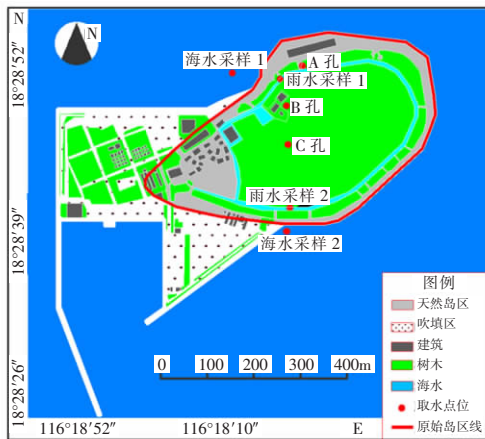 N
18°28′52″
18°28′39″
18°28′26″
N
海水采样 1
A 孔
雨水采样 1
B 孔
C 孔
雨水采样 2
海水采样 2
0 100 200 300 400m
116°18′52″ 116°18′10″ E
图例
天然岛区
吹填区
建筑
树木
海水
取水点位
原始岛区线